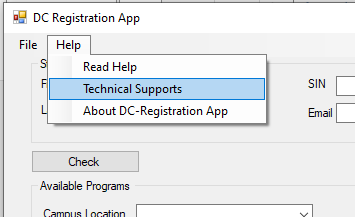 DC Registration App
File Help
Read Help
Technical Supports
About DC-Registration App
SIN
Email
Check
Available Programs
Campus Location